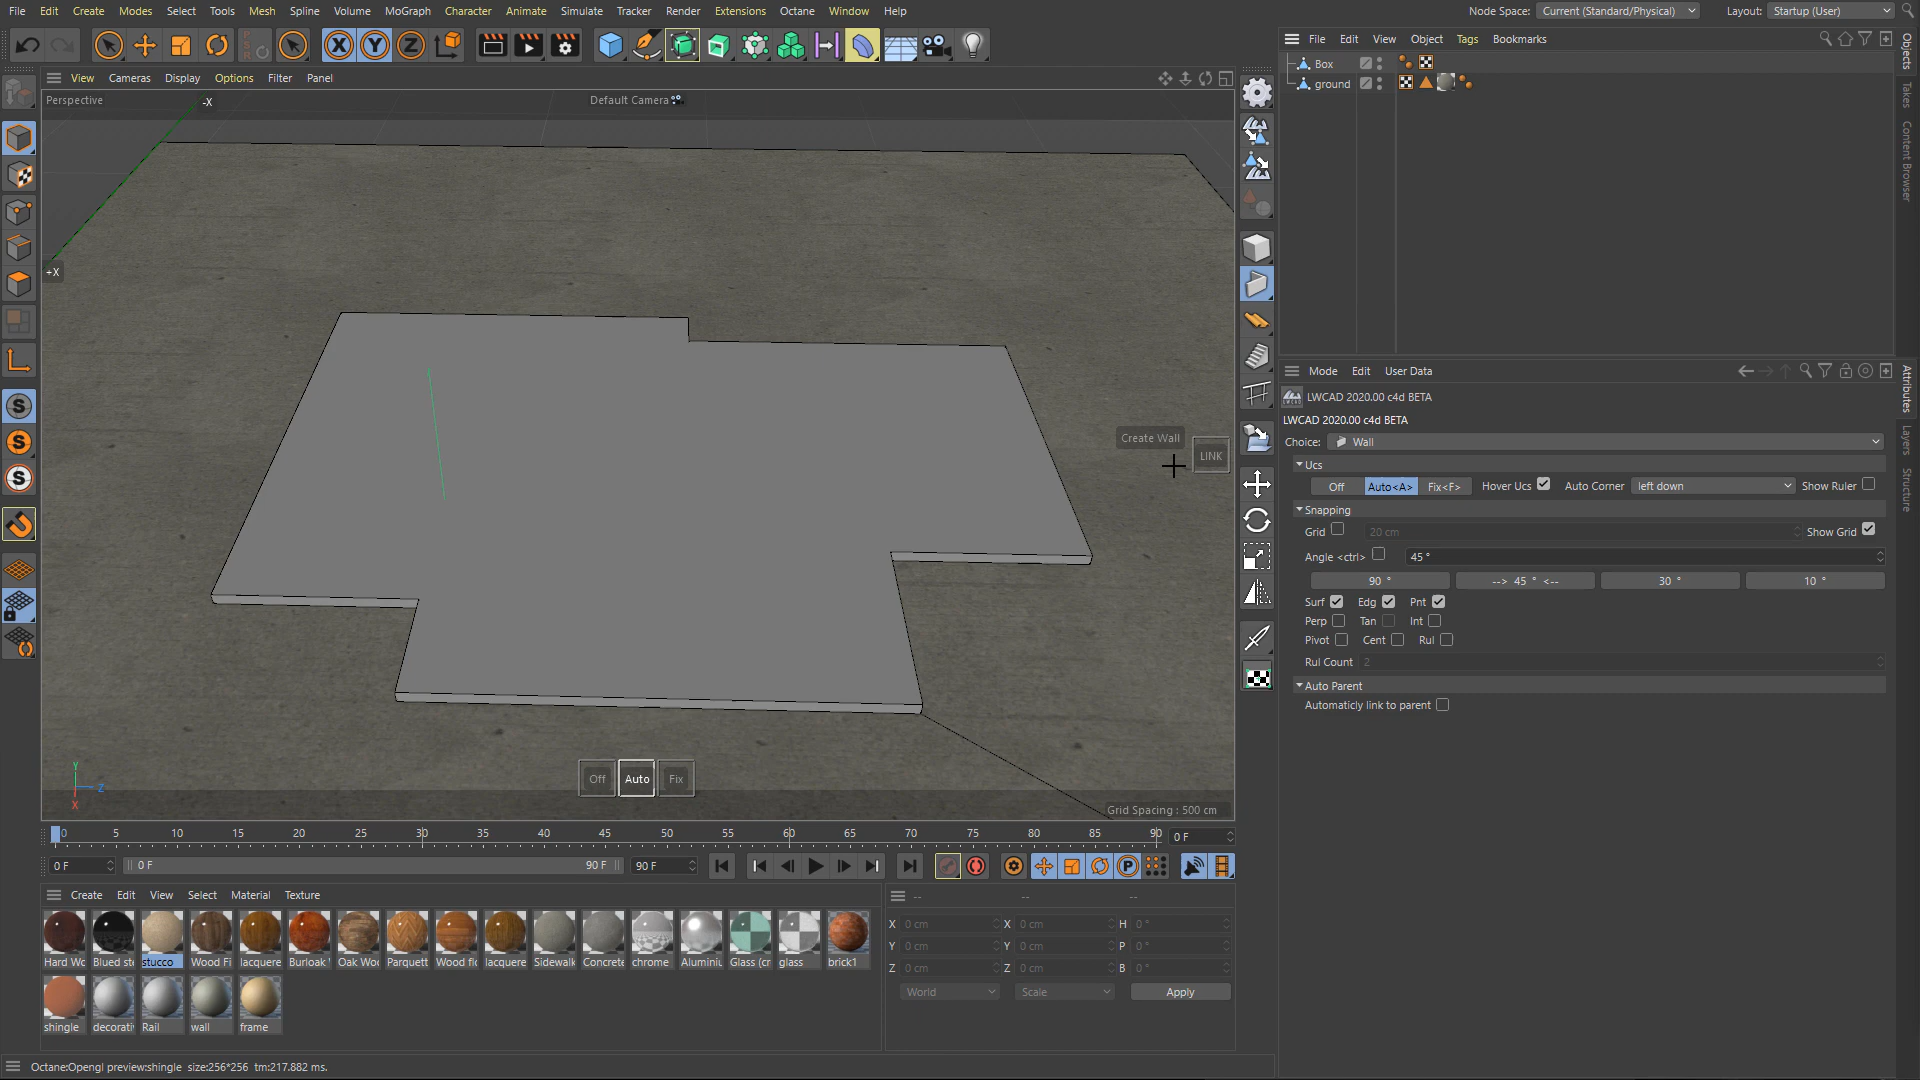 File Edit Create Modes Select Tools Mesh Spline Volume MoGraph Character Animate Simulate Tracker Render Extensions Octane Window Help
Node Space: Current (Standard/Physical) Layout: Startup (User)
X Y Z
PSR
File Edit View Object Tags Bookmarks
Box
ground
Objects
Takes
Content Browser
View Cameras Display Options Filter Panel
Perspective
Default Camera
-X
+X
Create Wall
LINK
Off Auto Fix
Y
Z
X
Grid Spacing : 500 cm
S
S
S
Mode Edit User Data
Attributes
Layers
Structure
LWCAD 2020.00 c4d BETA
LWCAD 2020.00 c4d BETA
Choice: Wall
Ucs
Off Auto<A> Fix<F> Hover Ucs Auto Corner left down Show Ruler
Snapping
Grid 20 cm Show Grid
Angle <ctrl> 45 °
90 ° --> 45 ° <-- 30 ° 10 °
Surf Edg Pnt
Perp Tan Int
Pivot Cent Rul
Rul Count 2
Auto Parent
Automaticly link to parent
0 5 10 15 20 25 30 35 40 45 50 55 60 65 70 75 80 85 90 0 F
0 F 0 F 90 F 90 F P
Create Edit View Select Material Texture
Hard Wo Blued ste stucco Wood Fi lacquere Burloak Oak Woo Parquett Wood flo lacquere Sidewalk Concrete chrome Aluminiu Glass (cr glass brick1
shingle decorati Rail wall frame
-- -- --
X 0 cm X 0 cm H 0 °
Y 0 cm Y 0 cm P 0 °
Z 0 cm Z 0 cm B 0 °
World Scale Apply
Octane:Opengl preview:shingle size:256*256 tm:217.882 ms.